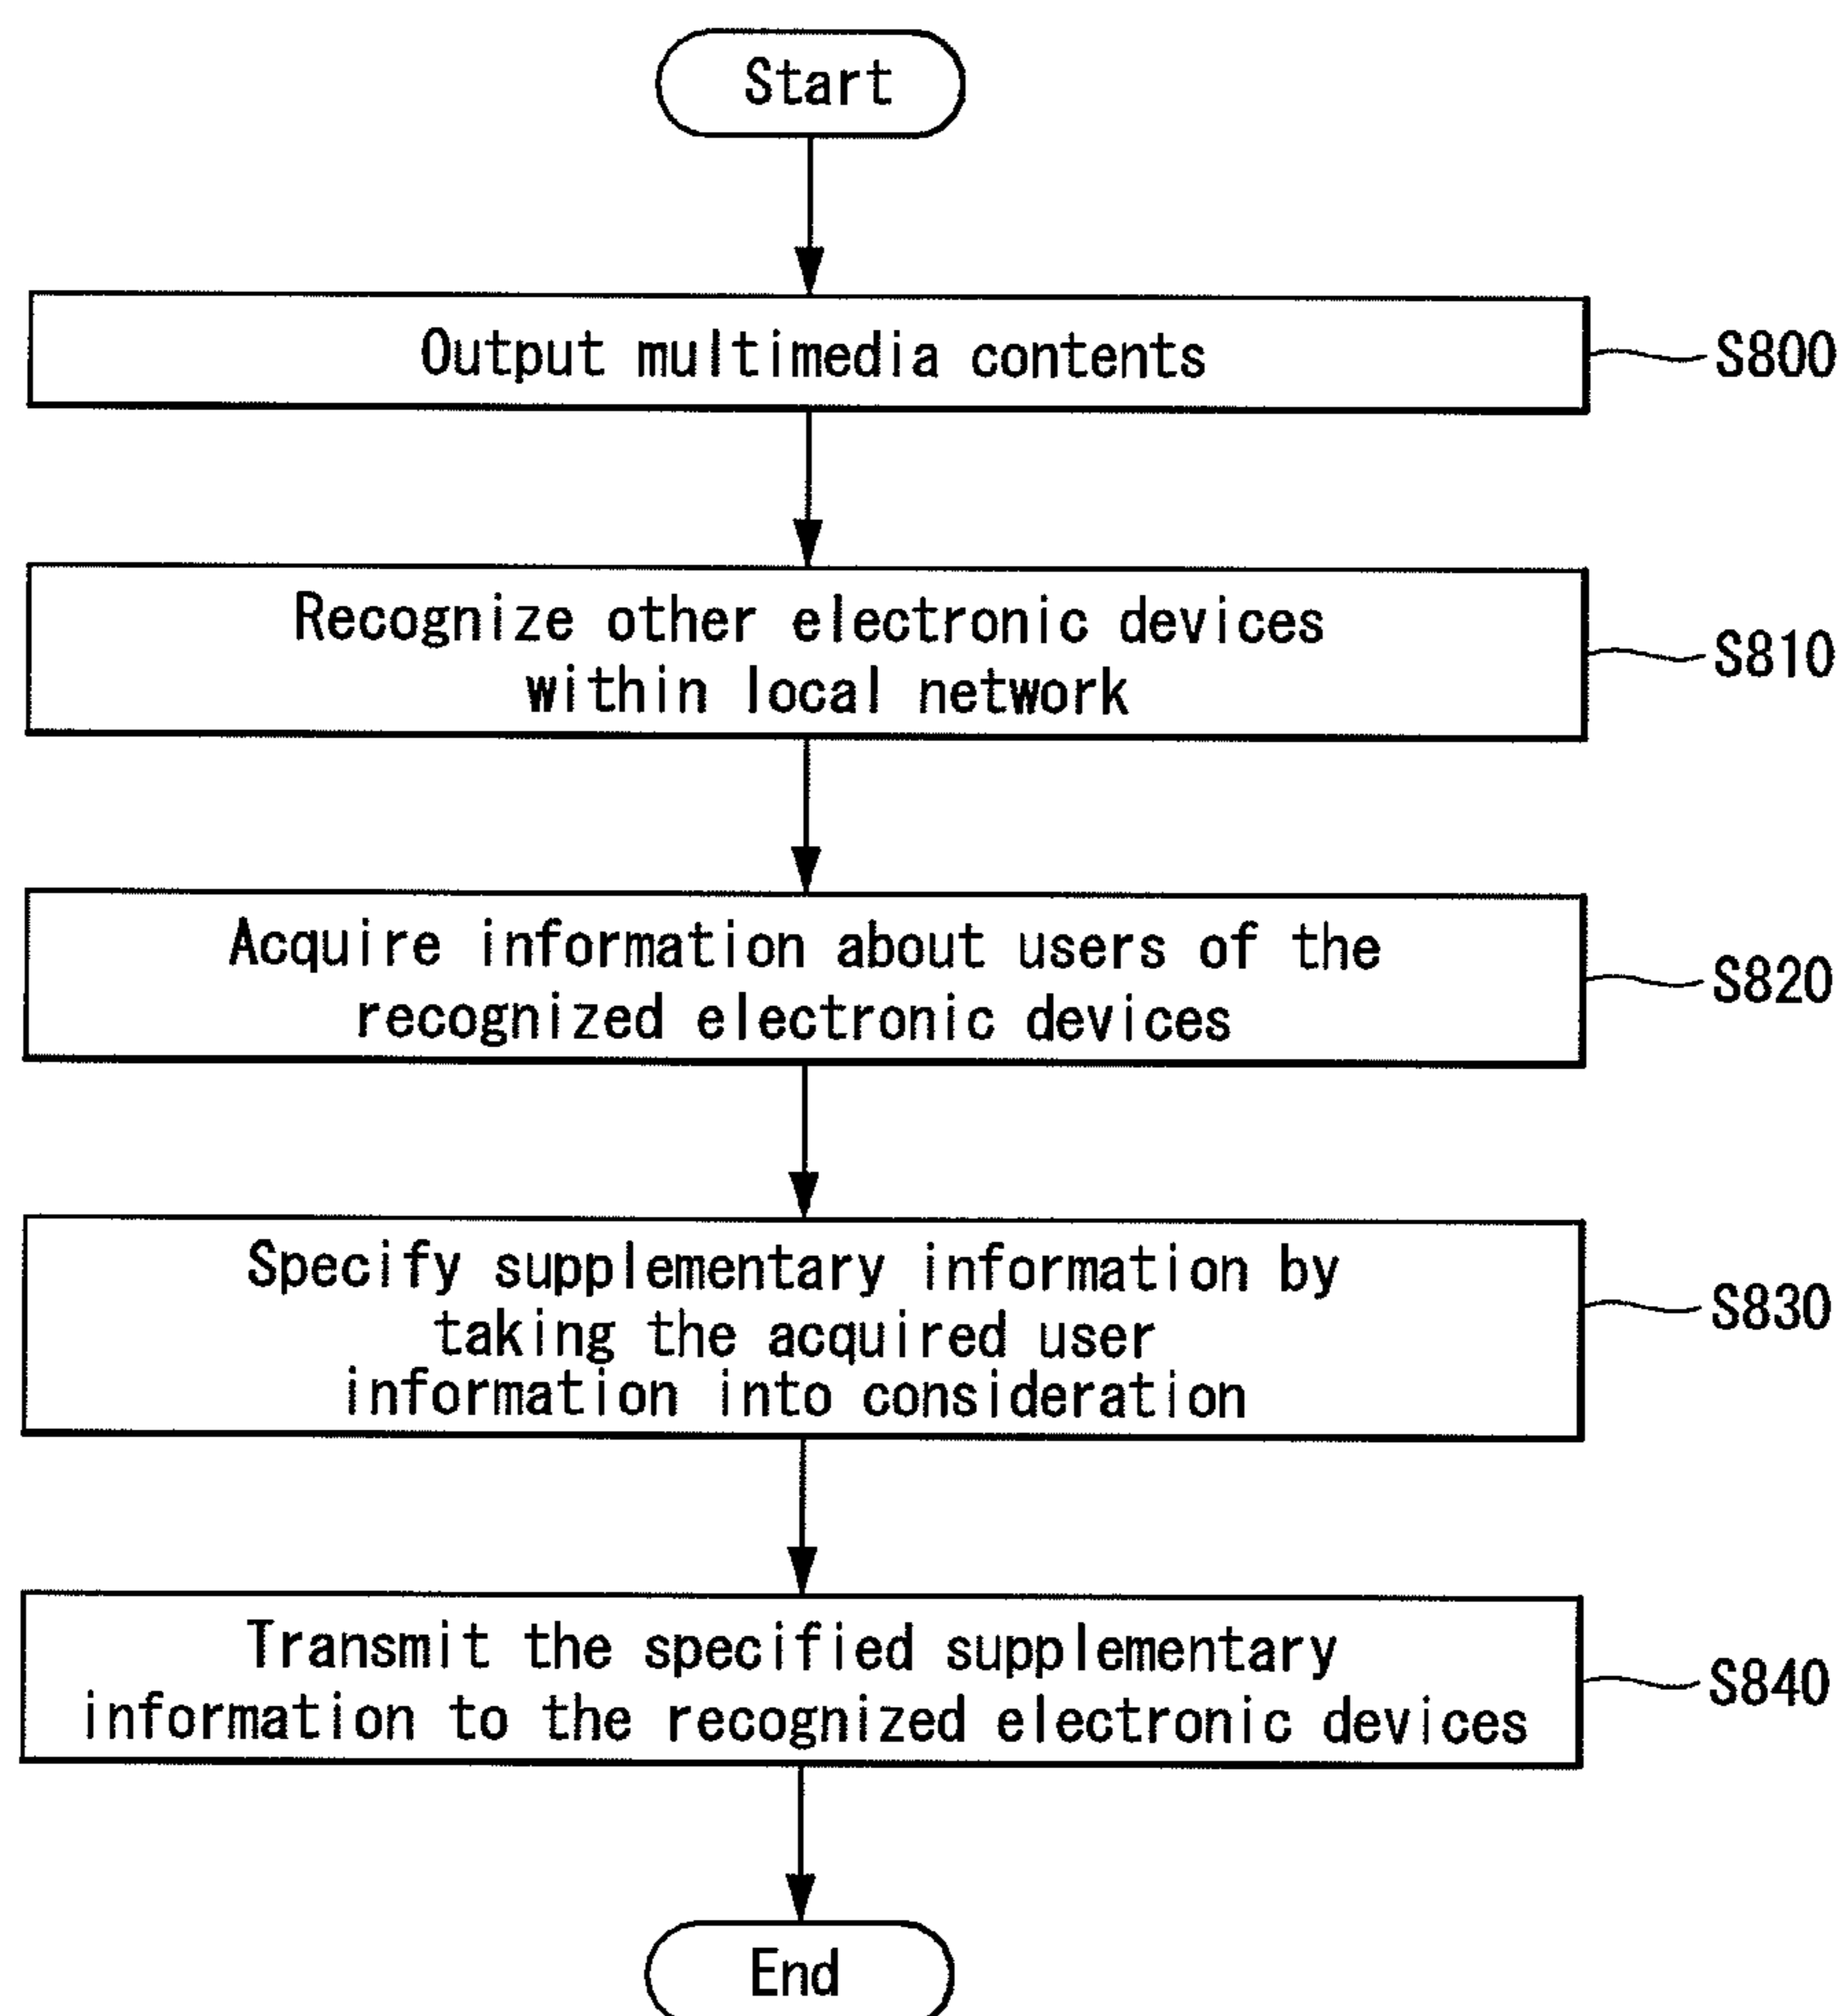 Start
Output multimedia contents
S800
Recognize other electronic devices
within local network
S810
Acquire information about users of the
recognized electronic devices
S820
Specify supplementary information by
taking the acquired user
information into consideration
S830
Transmit the specified supplementary
information to the recognized electronic devices
S840
End